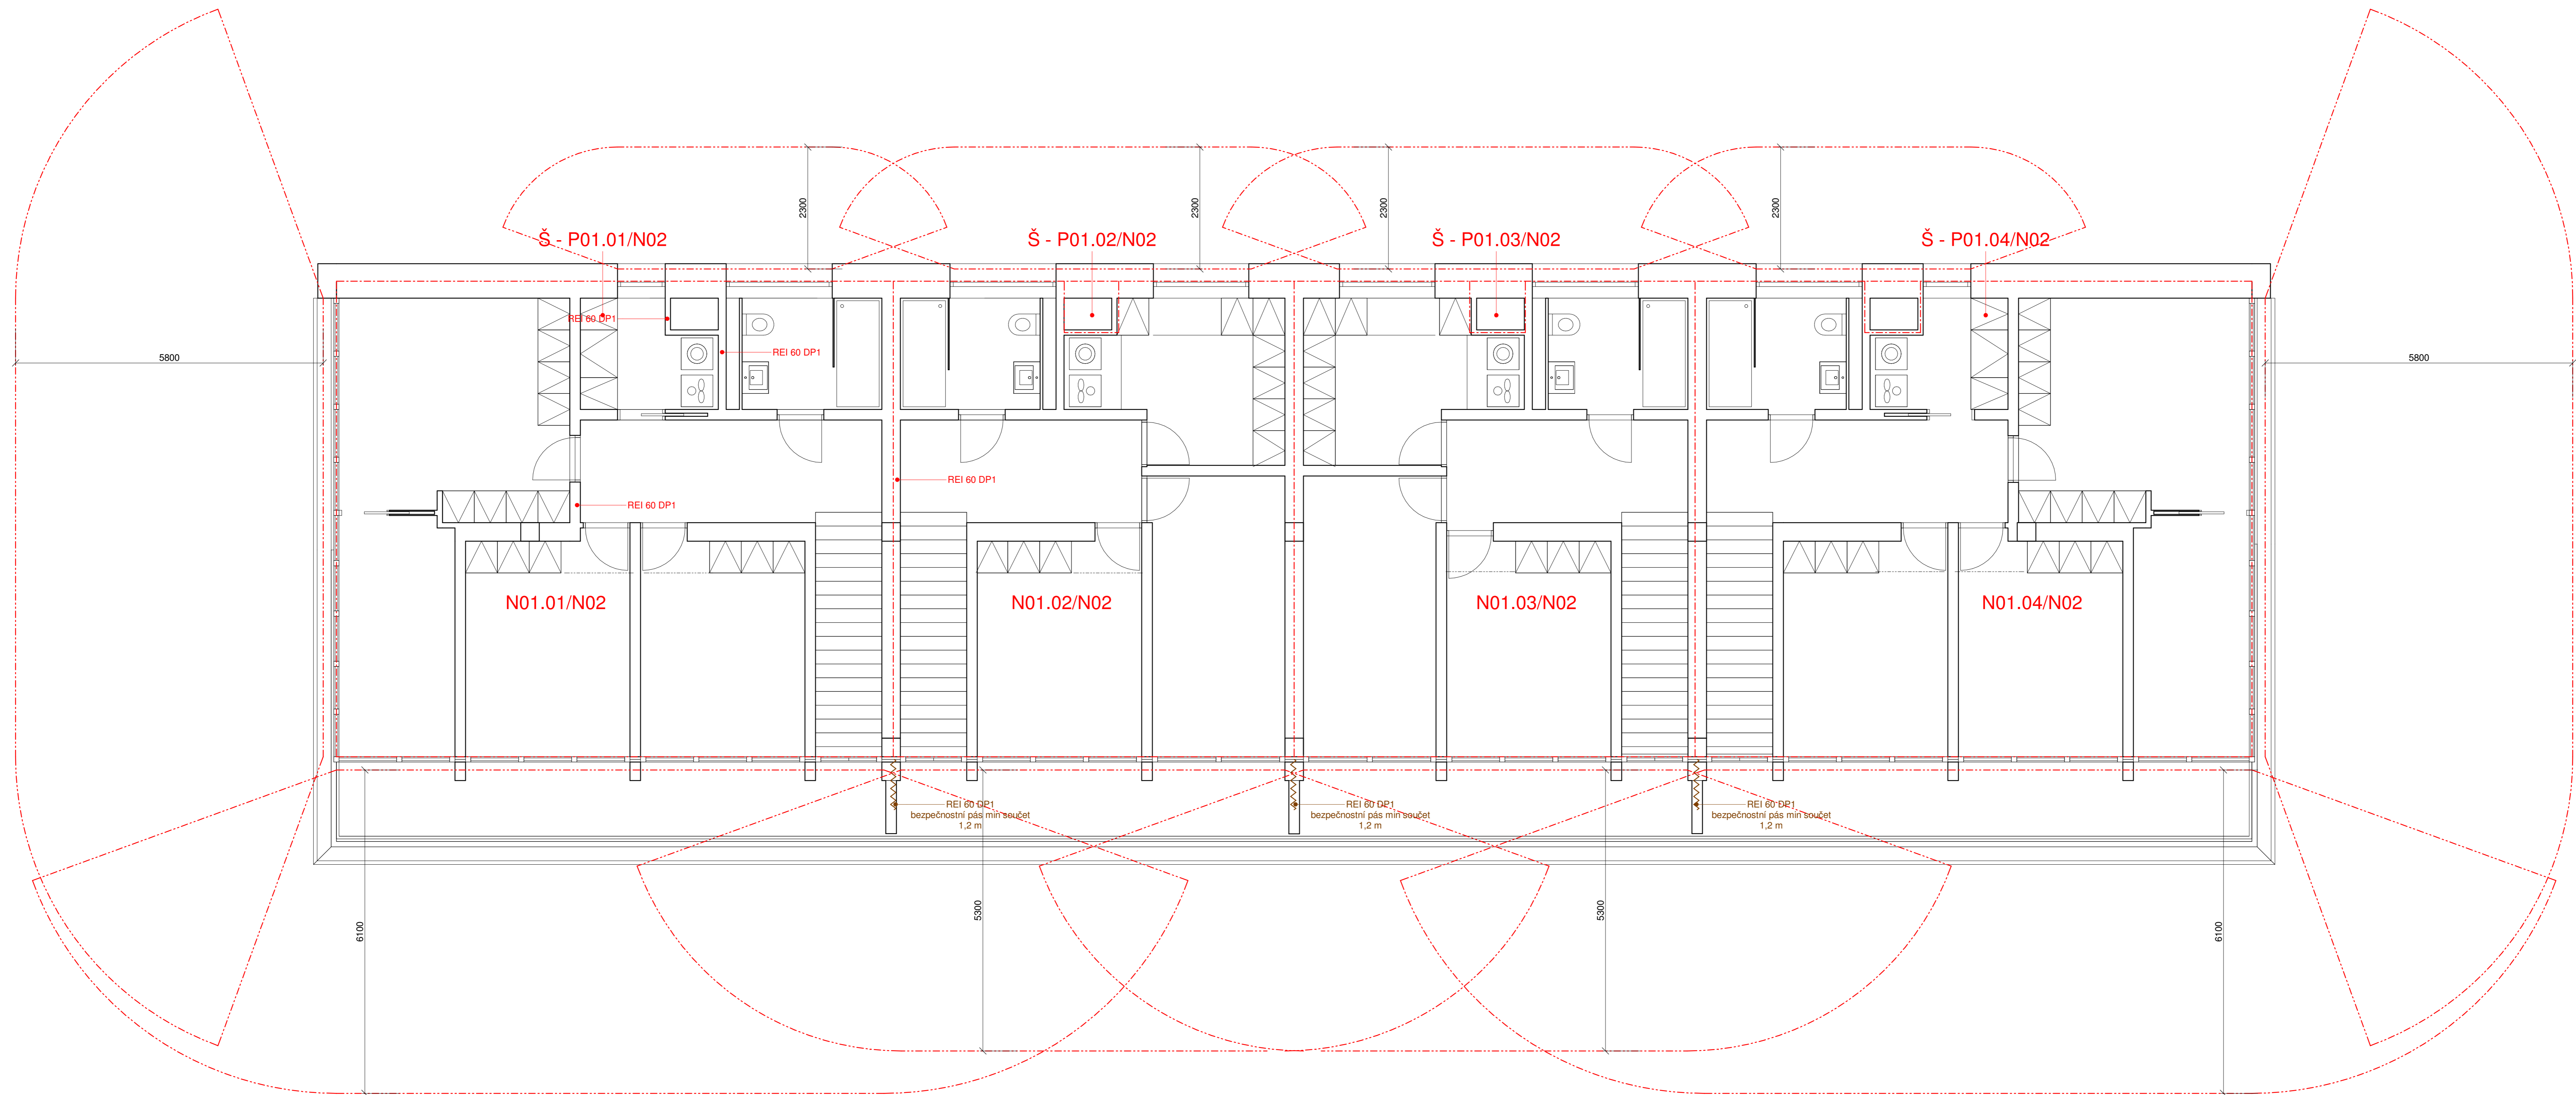 2300
2300
2300
2300
Š - P01.01/N02
Š - P01.02/N02
Š - P01.03/N02
Š - P01.04/N02
REI 60 DP1
REI 60 DP1
5800
5800
REI 60 DP1
REI 60 DP1
N01.01/N02
N01.02/N02
N01.03/N02
N01.04/N02
REI 60 DP1
bezpečnostní pás min součet
1,2 m
REI 60 DP1
bezpečnostní pás min součet
1,2 m
REI 60 DP1
bezpečnostní pás min součet
1,2 m
6100
5300
5300
6100